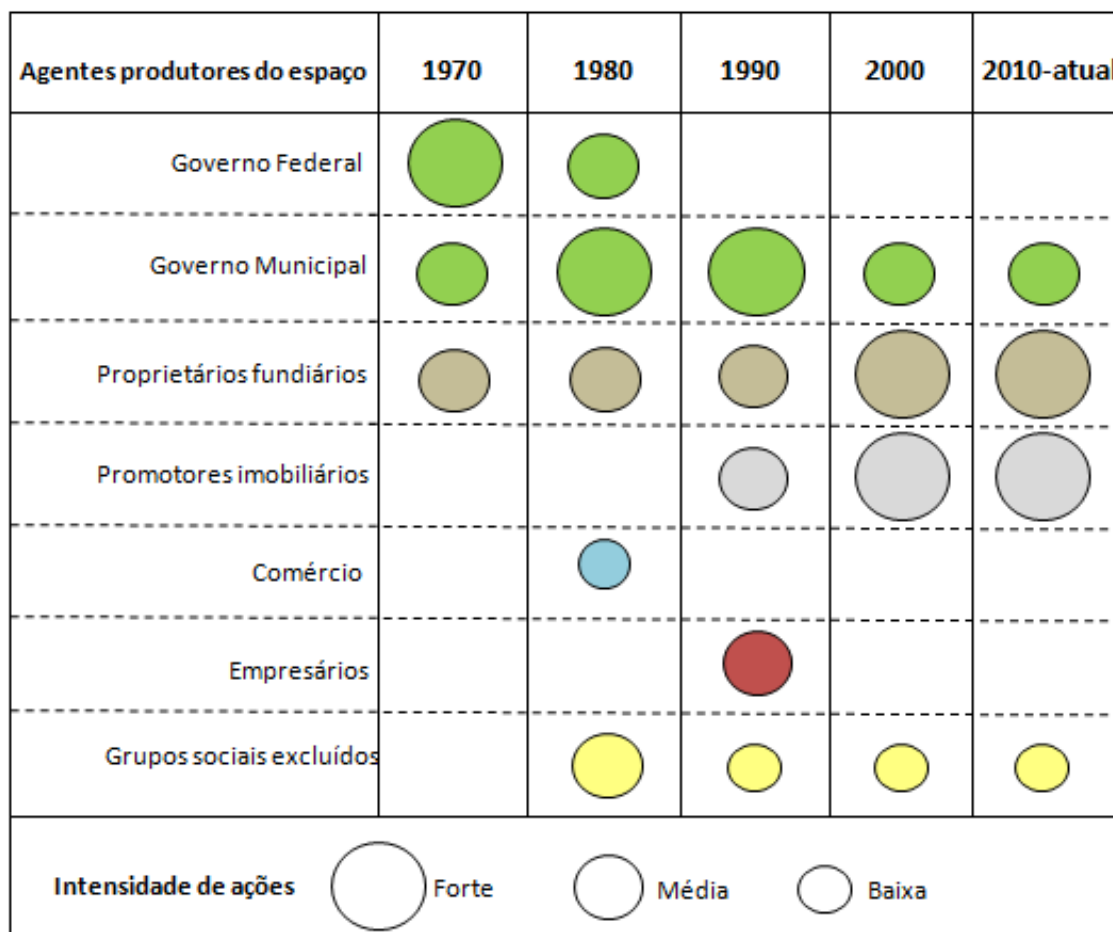 Agentes produtores do espaço 1970 1980 1990 2000 2010-atual
Governo Federal
Governo Municipal
Proprietários fundiários
Promotores imobiliários
Comércio
Empresários
Grupos sociais excluídos
Intensidade de ações Forte Média Baixa